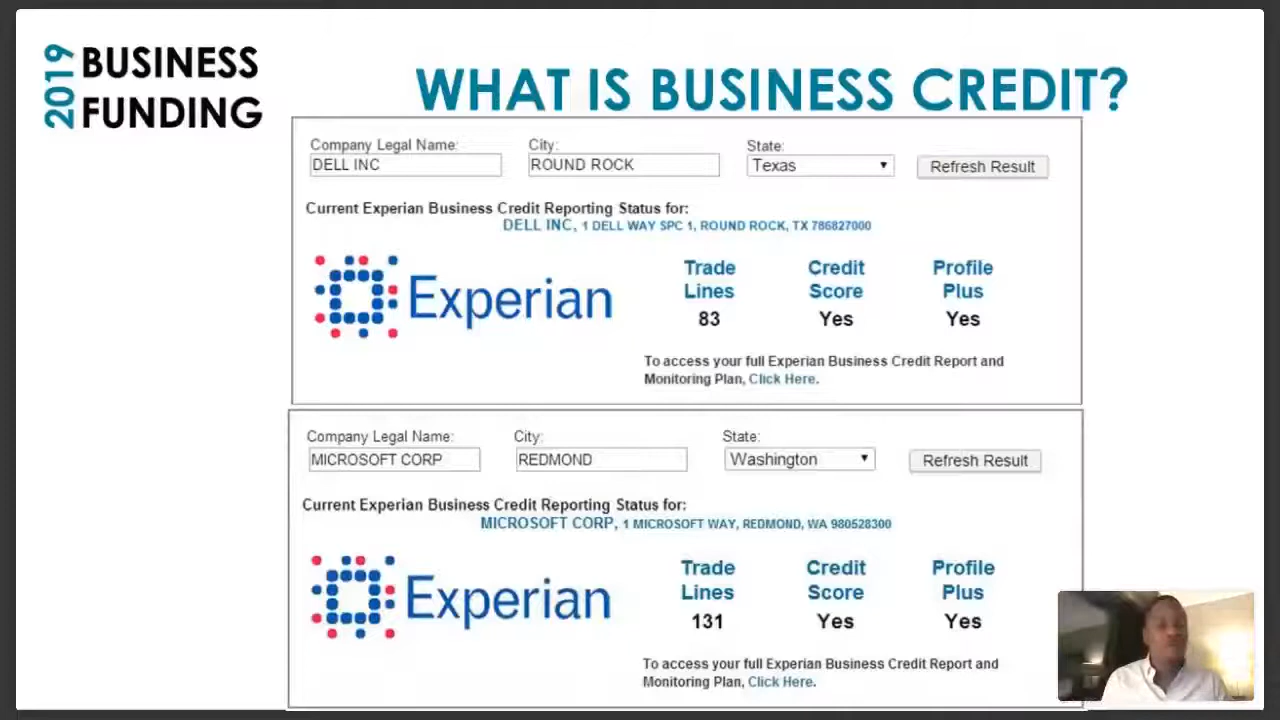 2019 BUSINESS
FUNDING
WHAT IS BUSINESS CREDIT?
Company Legal Name: City: State:
DELL INC ROUND ROCK Texas Refresh Result
Current Experian Business Credit Reporting Status for:
DELL INC, 1 DELL WAY SPC 1, ROUND ROCK, TX 786827000
Experian
Trade Credit Profile
Lines Score Plus
83 Yes Yes
To access your full Experian Business Credit Report and
Monitoring Plan, Click Here.
Company Legal Name: City: State:
MICROSOFT CORP REDMOND Washington Refresh Result
Current Experian Business Credit Reporting Status for:
MICROSOFT CORP, 1 MICROSOFT WAY, REDMOND, WA 980528300
Experian
Trade Credit Profile
Lines Score Plus
131 Yes Yes
To access your full Experian Business Credit Report and
Monitoring Plan, Click Here.